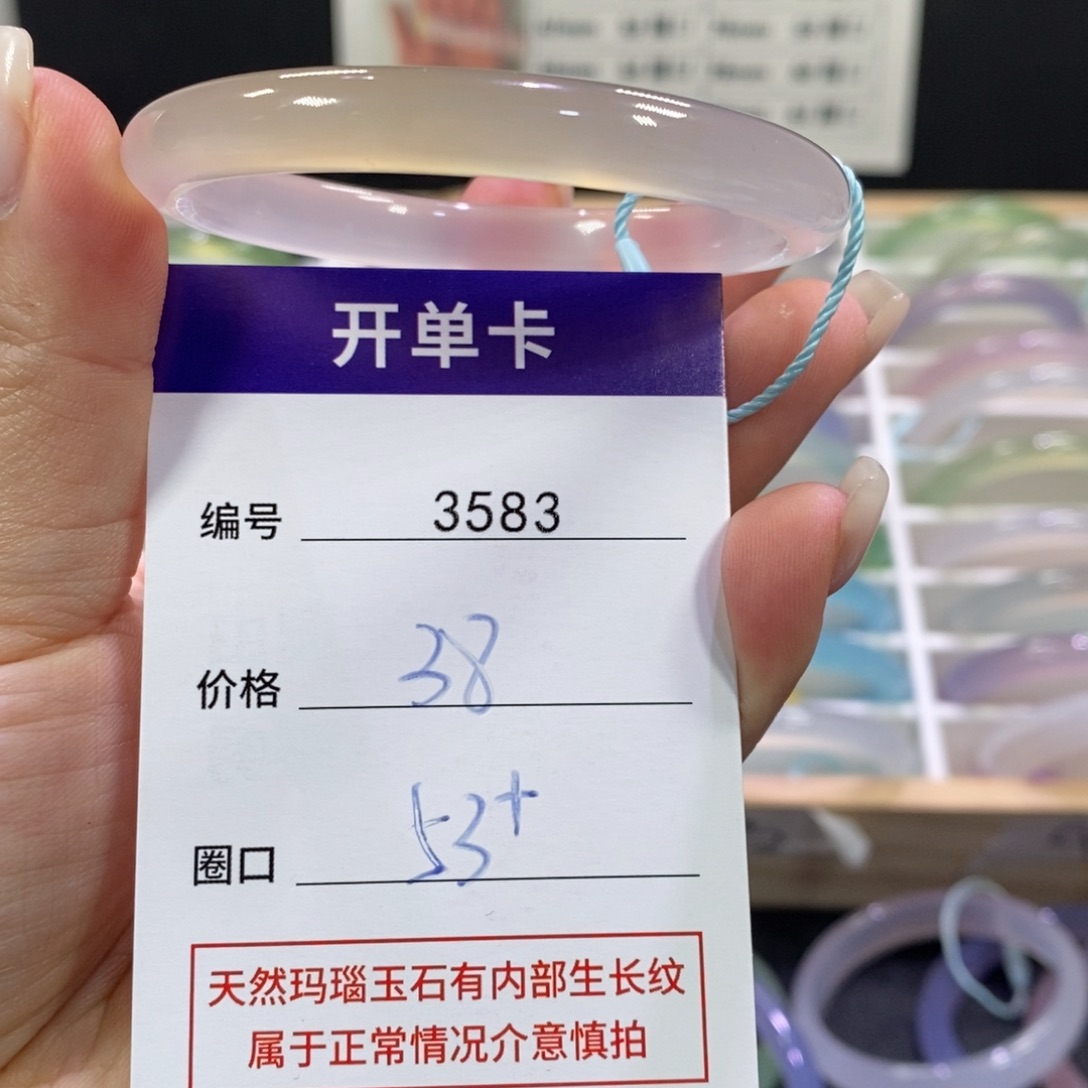 开单卡
编号 3583
价格 38
圈口 53+
天然玛瑙玉石有内部生长纹
属于正常情况介意慎拍